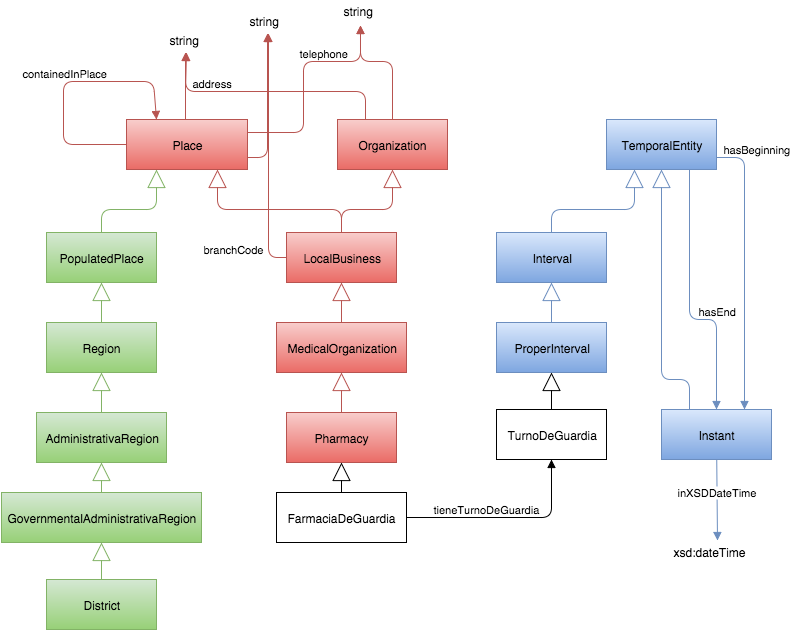 string
string
string
containedInPlace
telephone
address
Place
Organization
TemporalEntity
hasBeginning
branchCode
PopulatedPlace
LocalBusiness
Interval
hasEnd
Region
MedicalOrganization
ProperInterval
AdministrativaRegion
Pharmacy
TurnoDeGuardia
Instant
inXSDDateTime
GovernmentalAdministrativaRegion
FarmaciaDeGuardia
tieneTurnoDeGuardia
xsd:dateTime
District